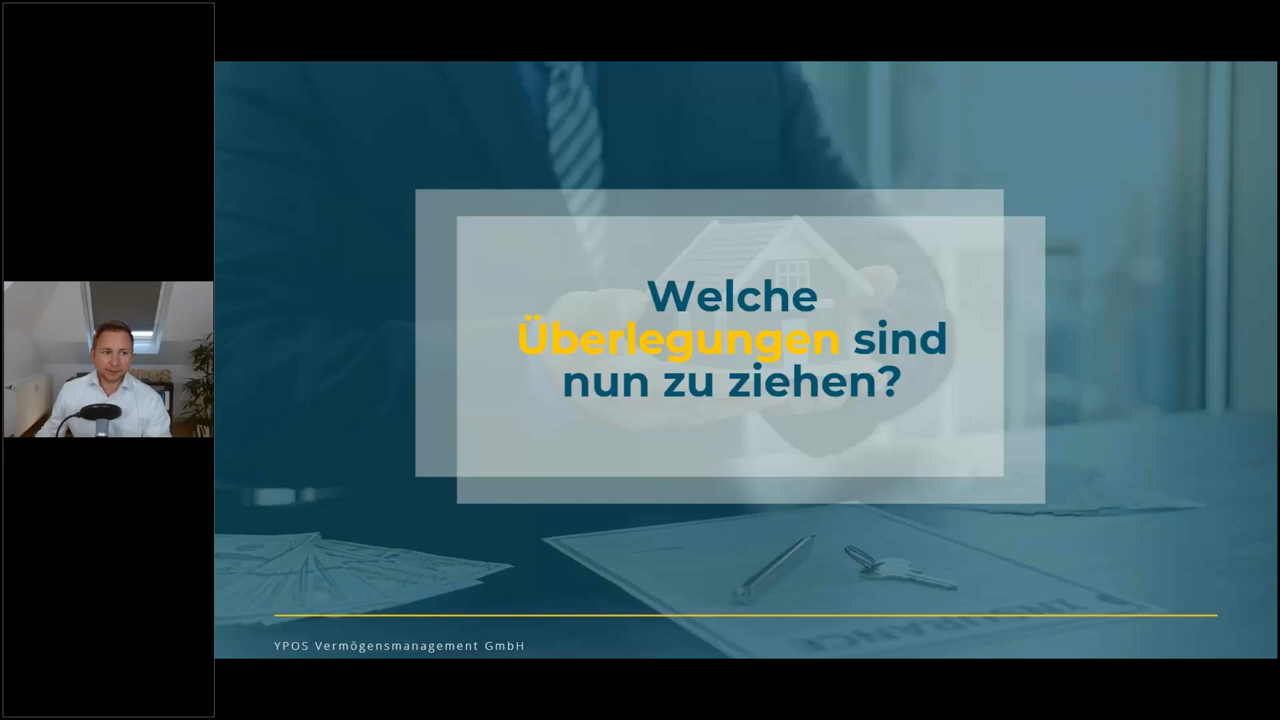 Welche
Überlegungen sind
nun zu ziehen?
YPOS Vermögensmanagement GmbH